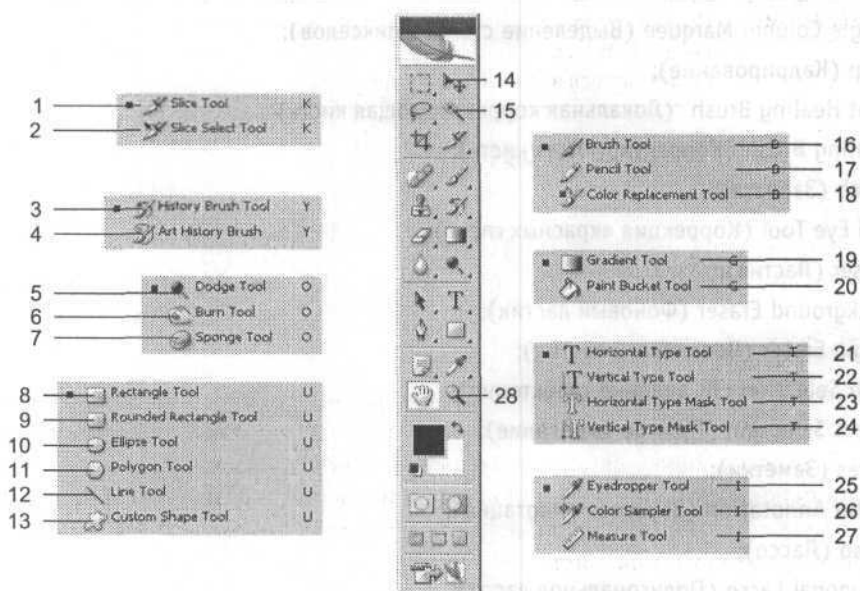 1 Slice Tool K
2 Slice Select Tool K
3 History Brush Tool Y
4 Art History Brush Y
5 Dodge Tool O
6 Burn Tool O
7 Sponge Tool O
8 Rectangle Tool U
9 Rounded Rectangle Tool U
10 Ellipse Tool U
11 Polygon Tool U
12 Line Tool U
13 Custom Shape Tool U
14
15
28
Brush Tool B 16
Pencil Tool B 17
Color Replacement Tool B 18
Gradient Tool G 19
Paint Bucket Tool G 20
Horizontal Type Tool T 21
Vertical Type Tool T 22
Horizontal Type Mask Tool T 23
Vertical Type Mask Tool T 24
Eyedropper Tool I 25
Color Sampler Tool I 26
Measure Tool I 27